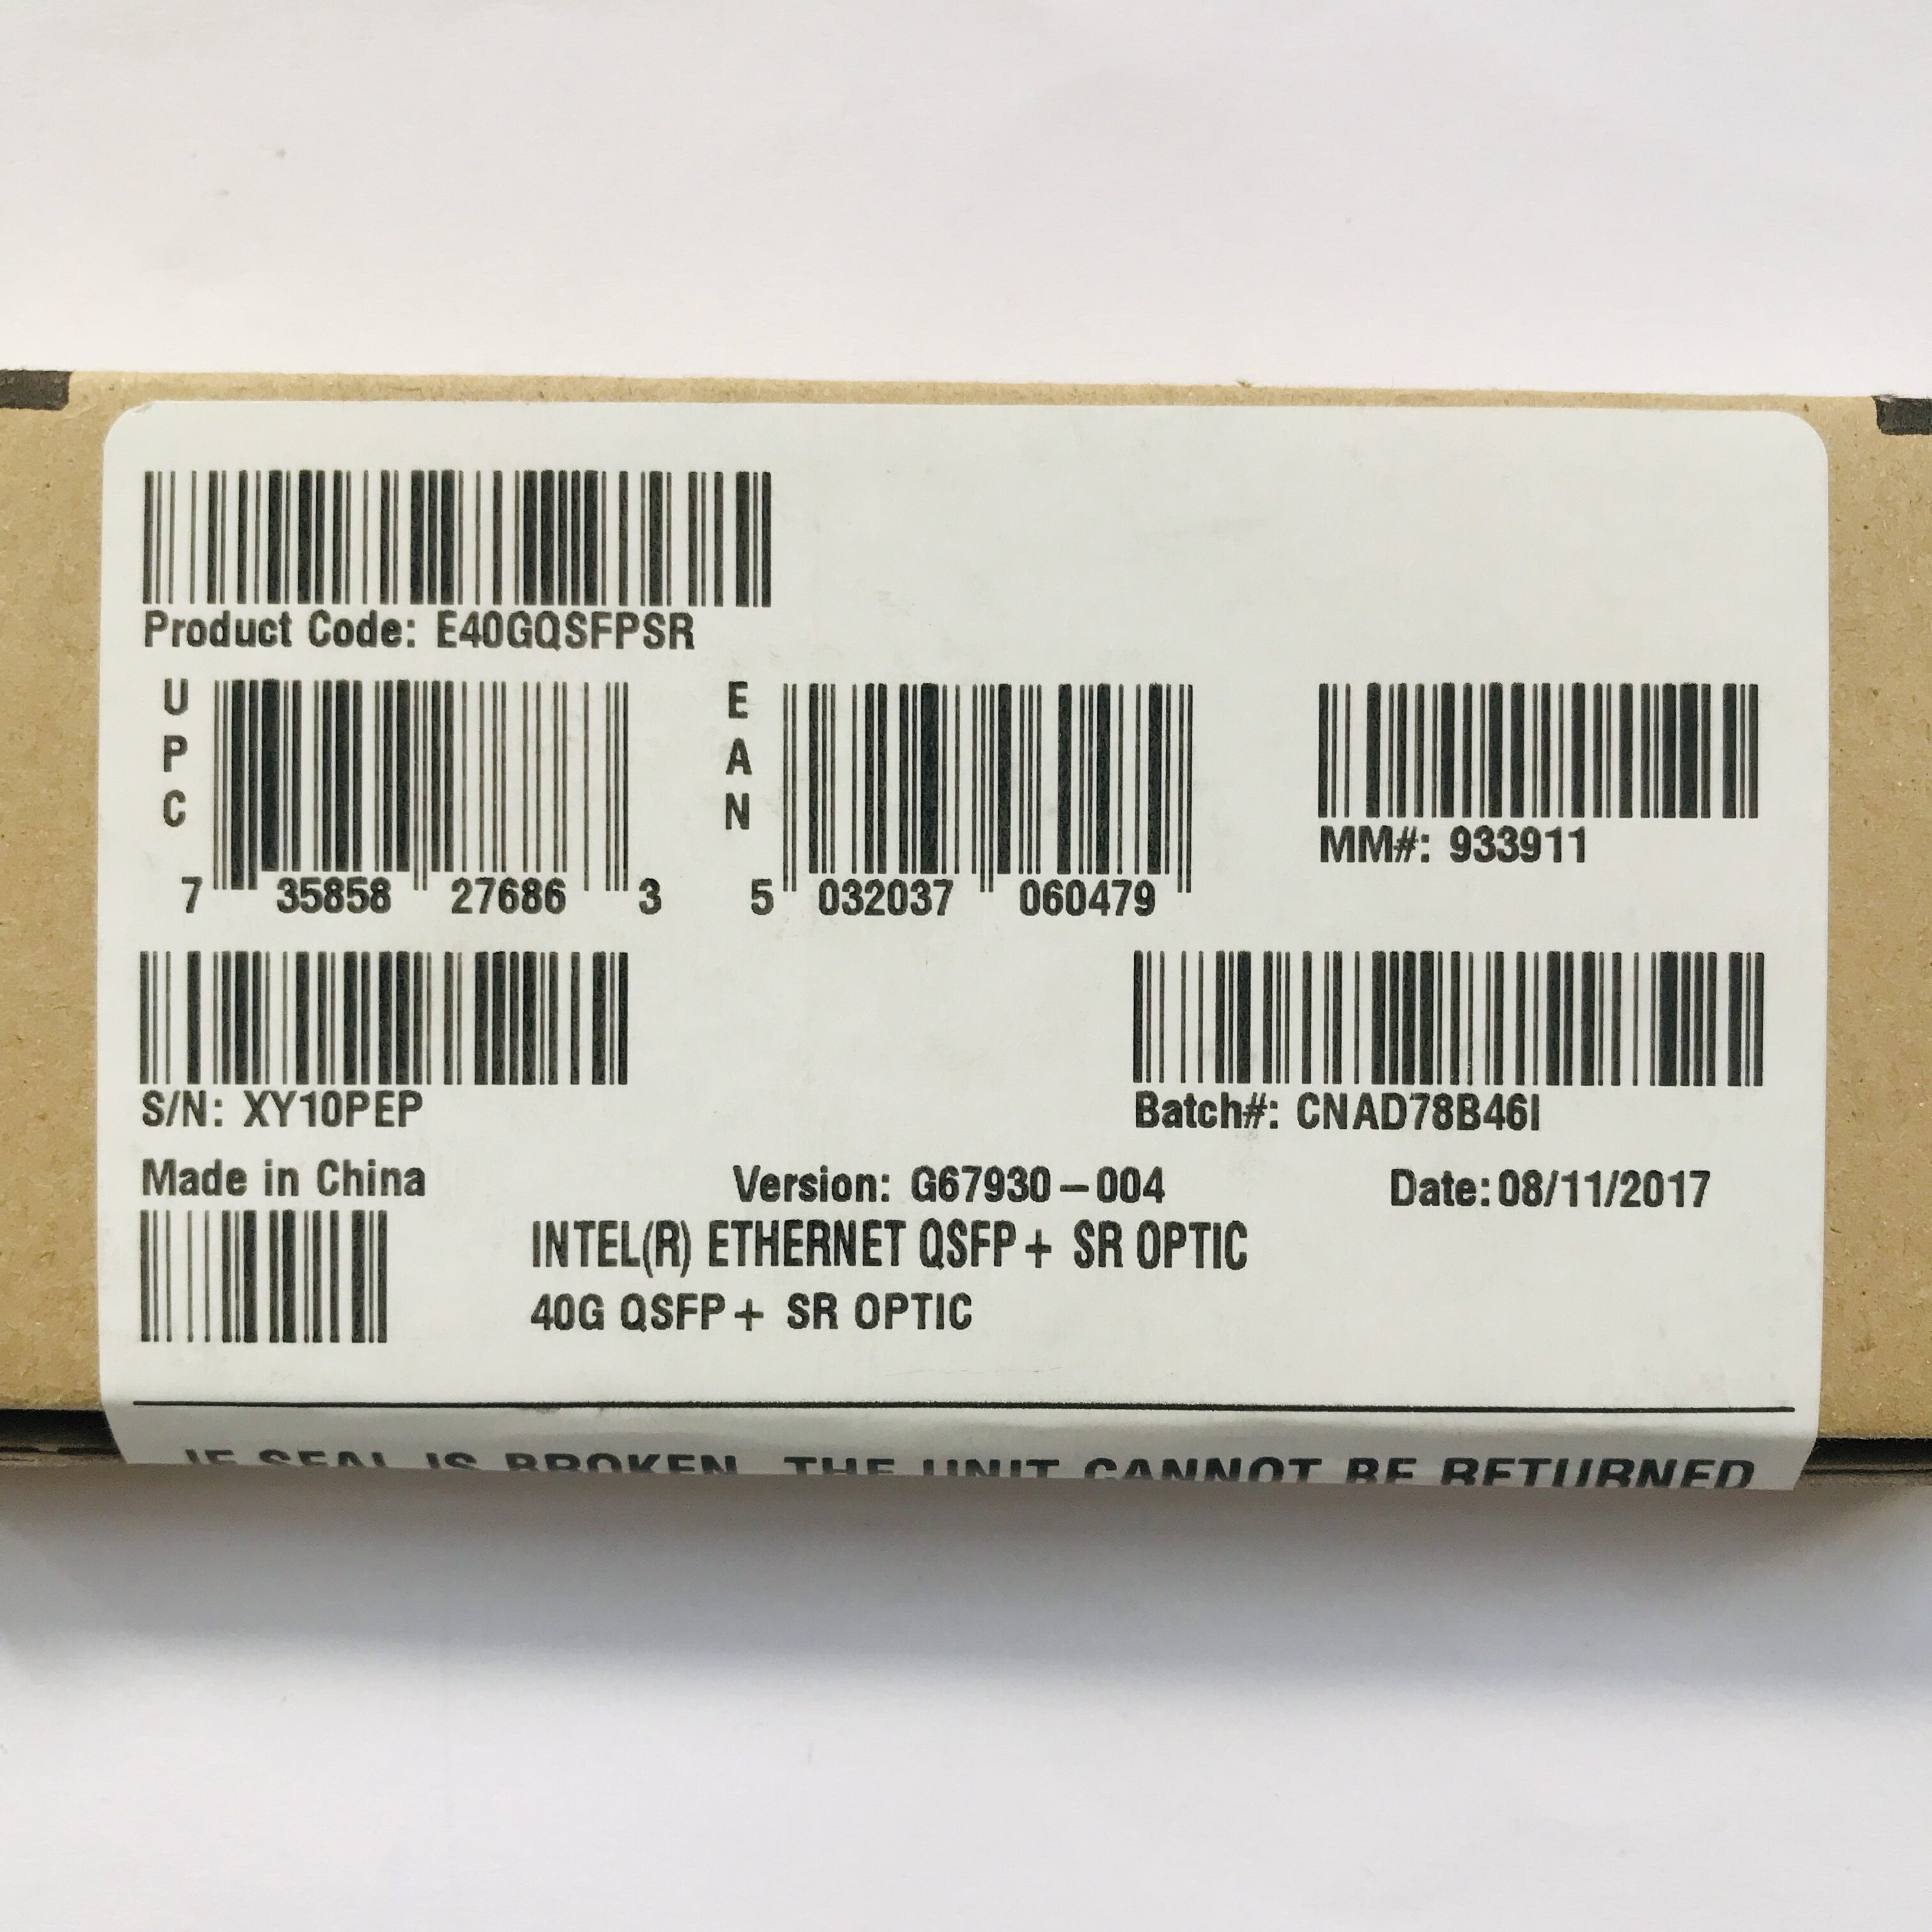 Product Code: E40GQSFPSR
UPC
7 35858 27686 3
EAN
5 032037 060479
MM#: 933911
S/N: XY10PEP
Batch#: CNAD78B46I
Made in China
Version: G67930-004
Date: 08/11/2017
INTEL(R) ETHERNET QSFP+ SR OPTIC
40G QSFP+ SR OPTIC
IF SEAL IS BROKEN, THE UNIT CANNOT BE RETURNED